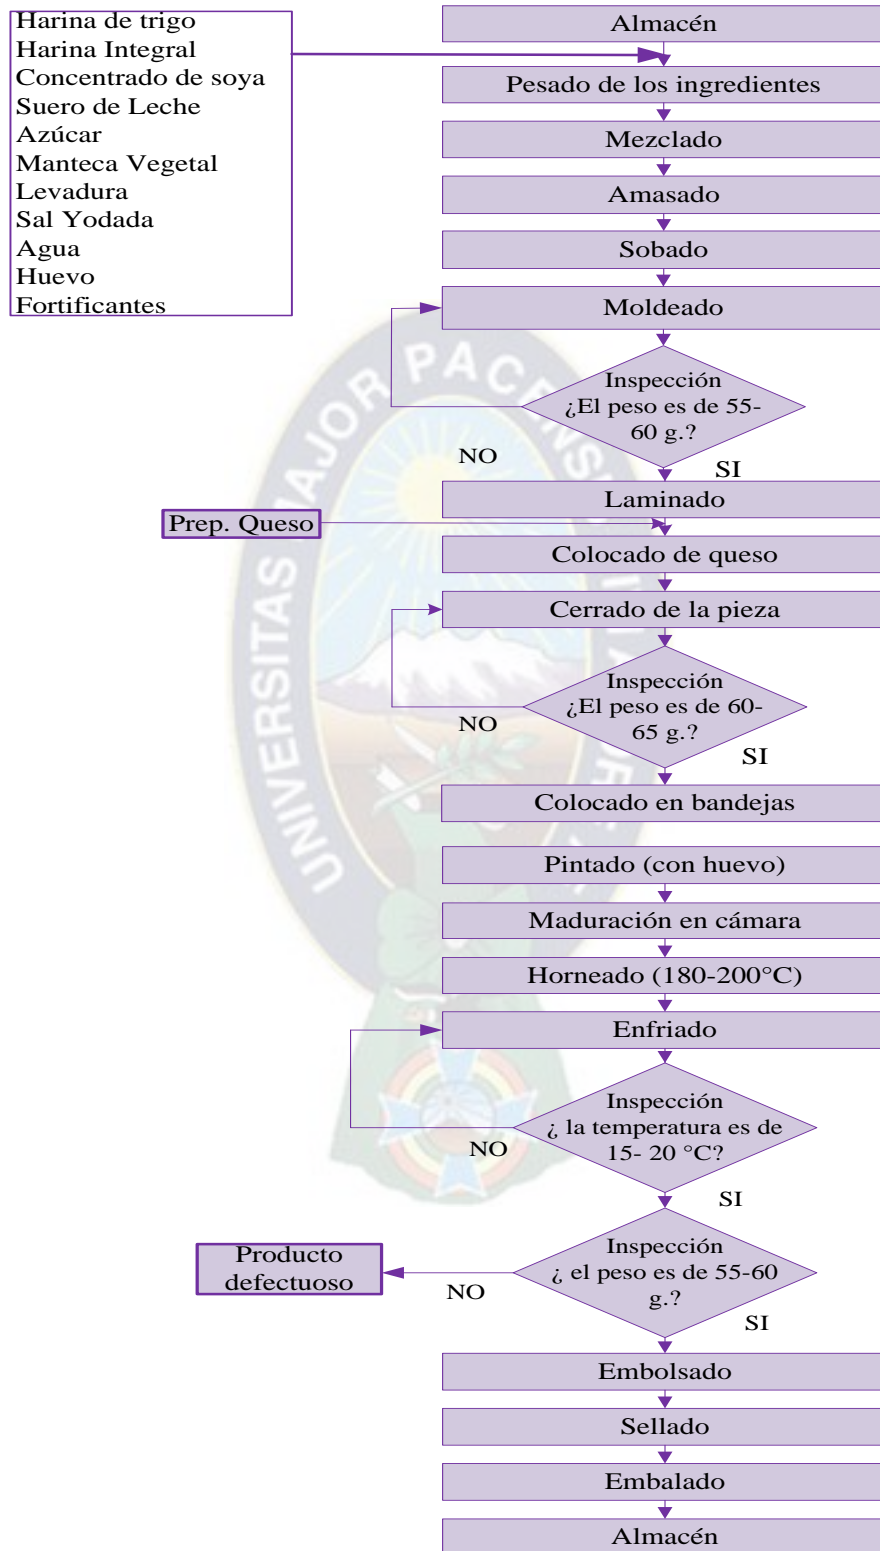 Harina de trigo
Harina Integral
Concentrado de soya
Suero de Leche
Azúcar
Manteca Vegetal
Levadura
Sal Yodada
Agua
Huevo
Fortificantes
Almacén
Pesado de los ingredientes
Mezclado
Amasado
Sobado
Moldeado
Inspección
¿El peso es de 55-
60 g.?
NO
SI
Laminado
Prep. Queso
Colocado de queso
Cerrado de la pieza
Inspección
¿El peso es de 60-
65 g.?
NO
SI
Colocado en bandejas
Pintado (con huevo)
Maduración en cámara
Horneado (180-200°C)
Enfriado
Inspección
¿ la temperatura es de
15- 20 °C?
NO
SI
Inspección
¿ el peso es de 55-60
g.?
Producto
defectuoso
NO
SI
Embolsado
Sellado
Embalado
Almacén